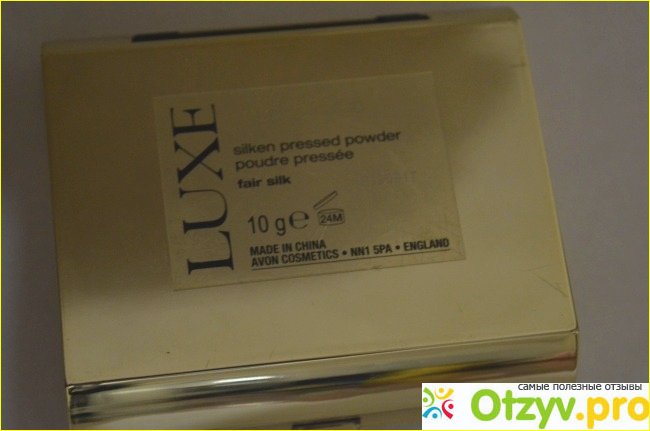 LUXE
silken pressed powder
poudre pressée
fair silk
10 g e 24M
MADE IN CHINA
AVON COSMETICS • NN1 5PA • ENGLAND
самые полезные отзывы
Otzyv.pro